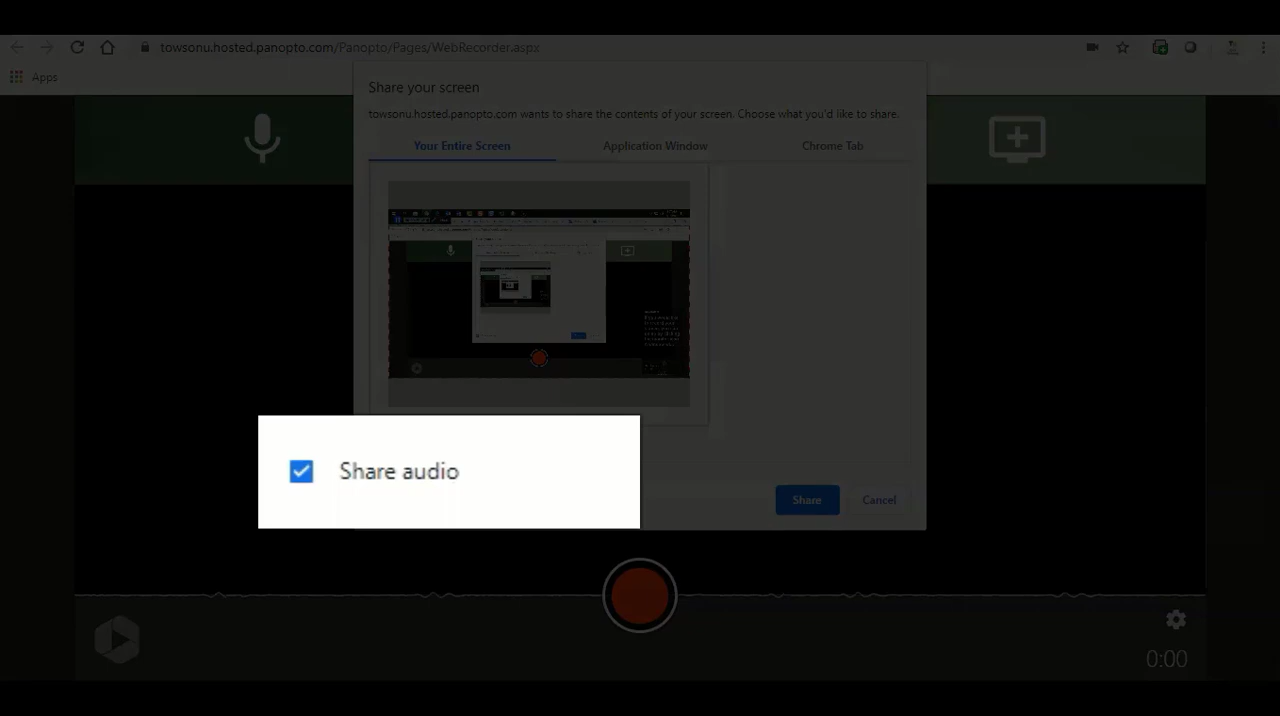 towsonu.hosted.panopto.com/Panopto/Pages/WebRecorder.aspx
Apps
Share your screen
towsonu.hosted.panopto.com wants to share the contents of your screen. Choose what you'd like to share.
Your Entire Screen
Application Window
Chrome Tab
Share audio
Share
Cancel
0:00